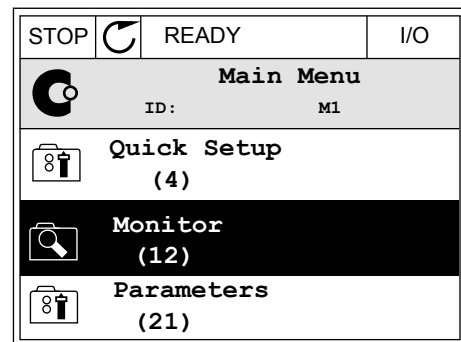 STOP READY I/O
Main Menu
ID: M1
Quick Setup
(4)
Monitor
(12)
Parameters
(21)